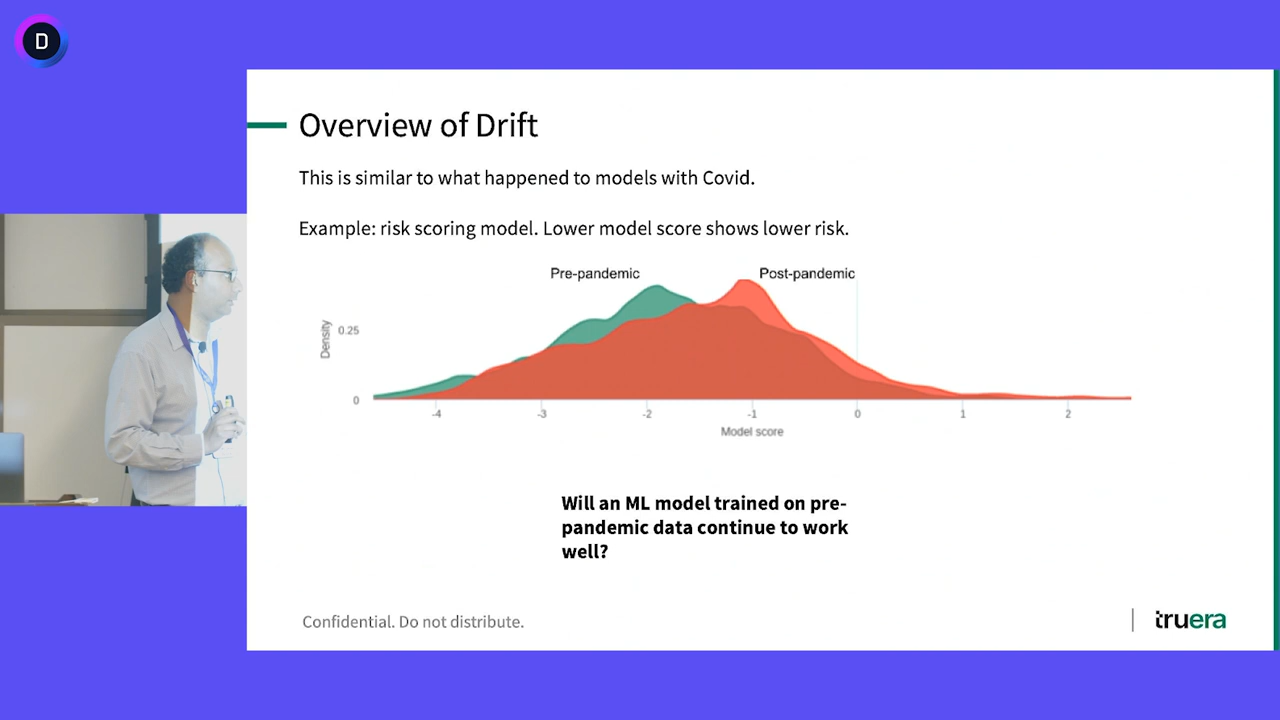 D
Overview of Drift
This is similar to what happened to models with Covid.
Example: risk scoring model. Lower model score shows lower risk.
Pre-pandemic
Post-pandemic
Density
0.25
0
-4
-3
-2
-1
0
1
2
Model score
Will an ML model trained on pre-
pandemic data continue to work
well?
Confidential. Do not distribute.
truera